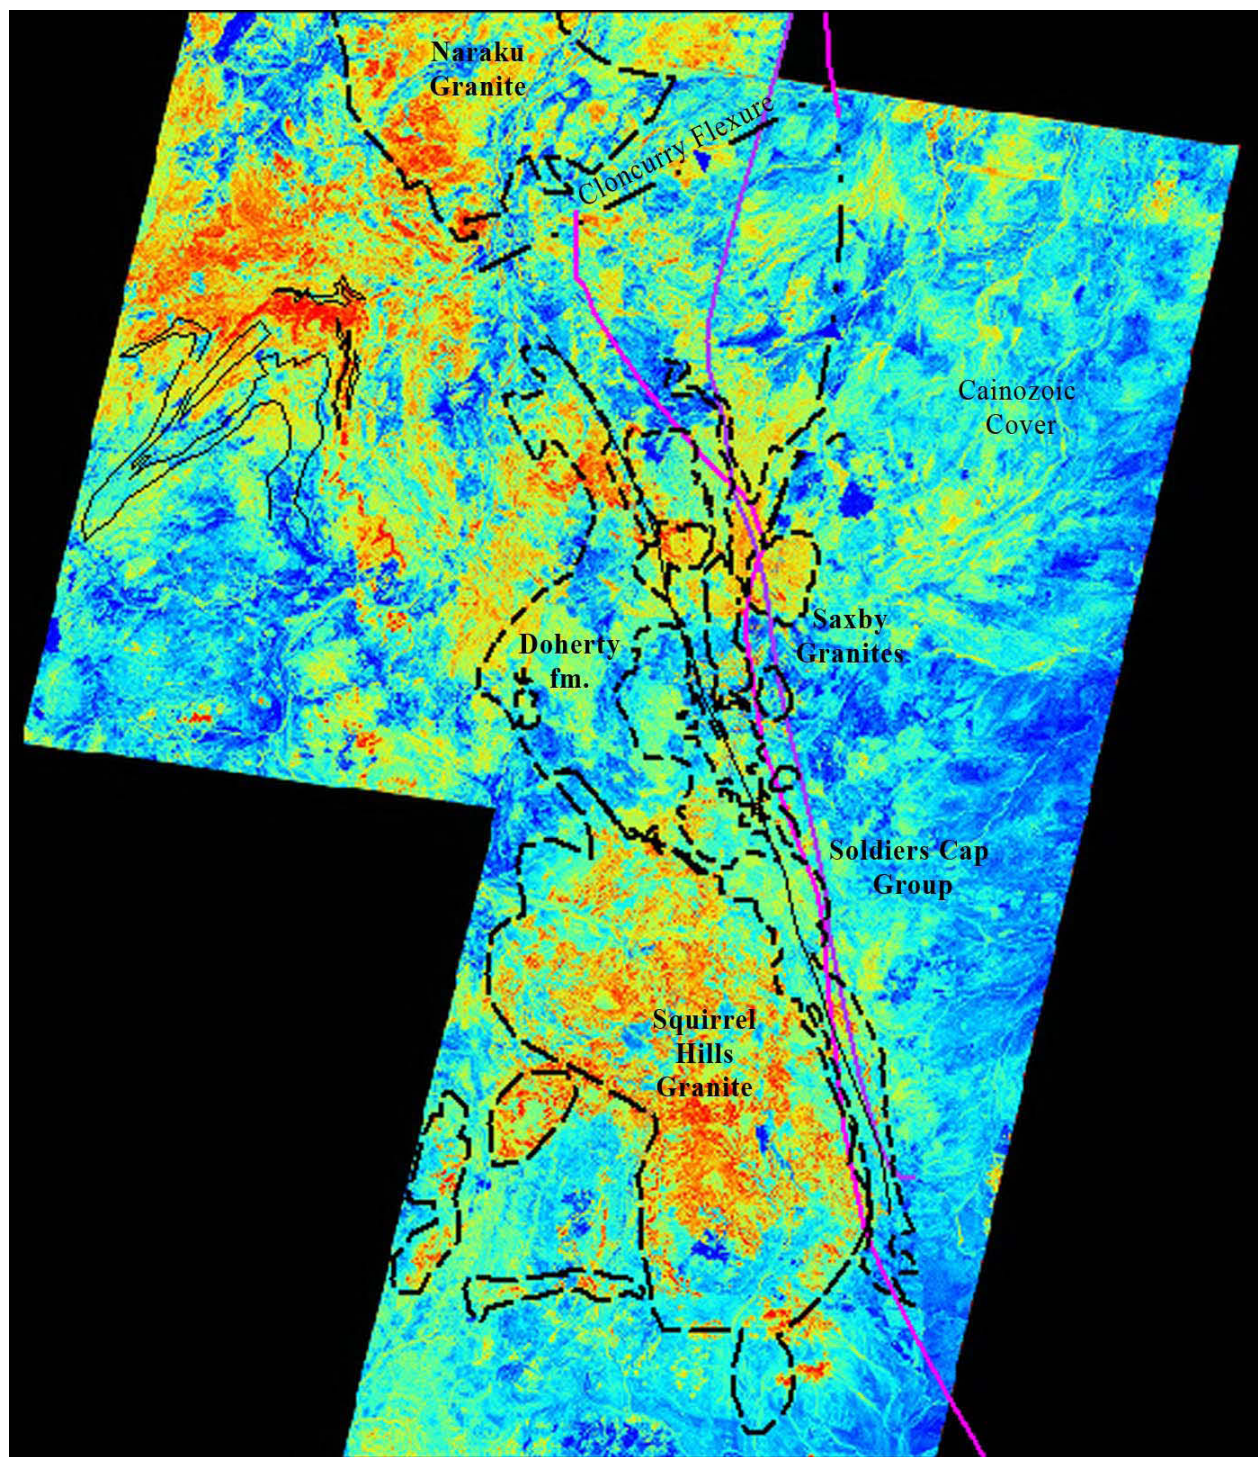 Naraku
Granite
Cloncurry Flexure
Cainozoic
Cover
Saxby
Granites
Doherty
fm.
Soldiers Cap
Group
Squirrel
Hills
Granite